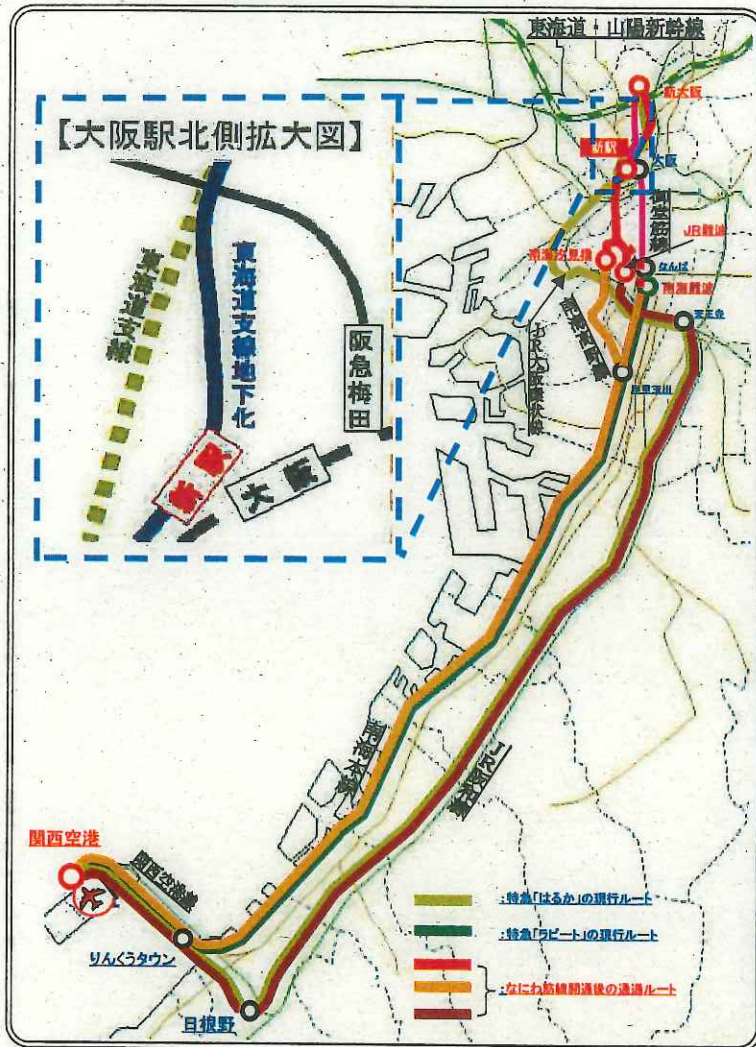 東海道・山陽新幹線
新大阪
【大阪駅北側拡大図】
新駅
大阪
御堂筋線
JR難波
東海道支線
東海道支線地下化
南海汐見橋
なんば
南海難波
阪急梅田
天王寺
JR大阪環状線
南海高野線
岸里玉出
新駅
大阪
南海本線
JR阪和線
関西空港
関西空港線
:特急「はるか」の現行ルート
:特急「ラピート」の現行ルート
りんくうタウン
:なにわ筋線開通後の通過ルート
日根野